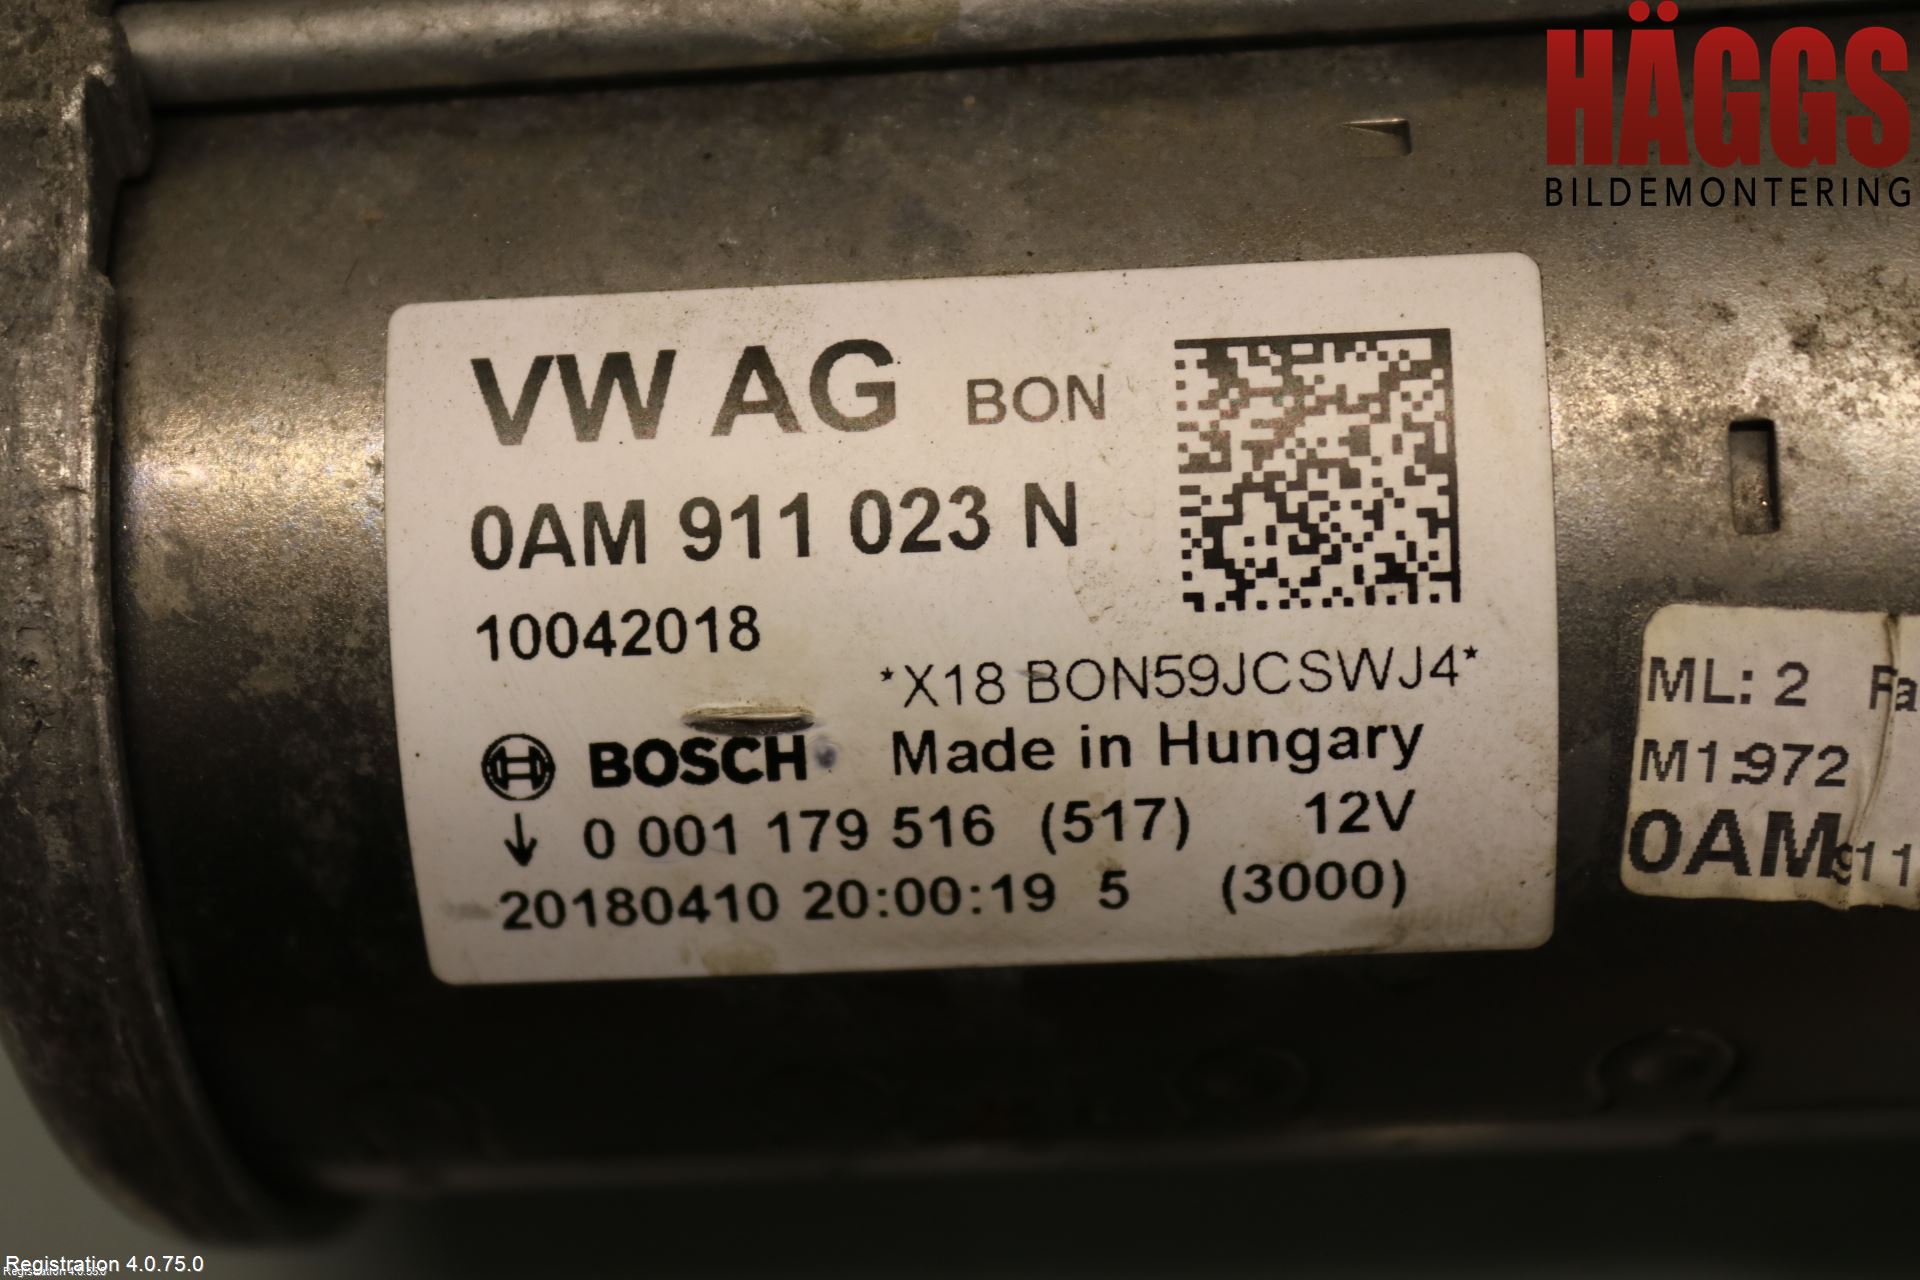 HÄGGS
BILDEMONTERING
VW AG BON
0AM 911 023 N
10042018
*X18 BON59JCSWJ4*
BOSCH Made in Hungary
↓ 0 001 179 516 (517) 12V
20180410 20:00:19 5 (3000)
ML: 2
M1:972
0AM 911
Registration 4.0.75.0